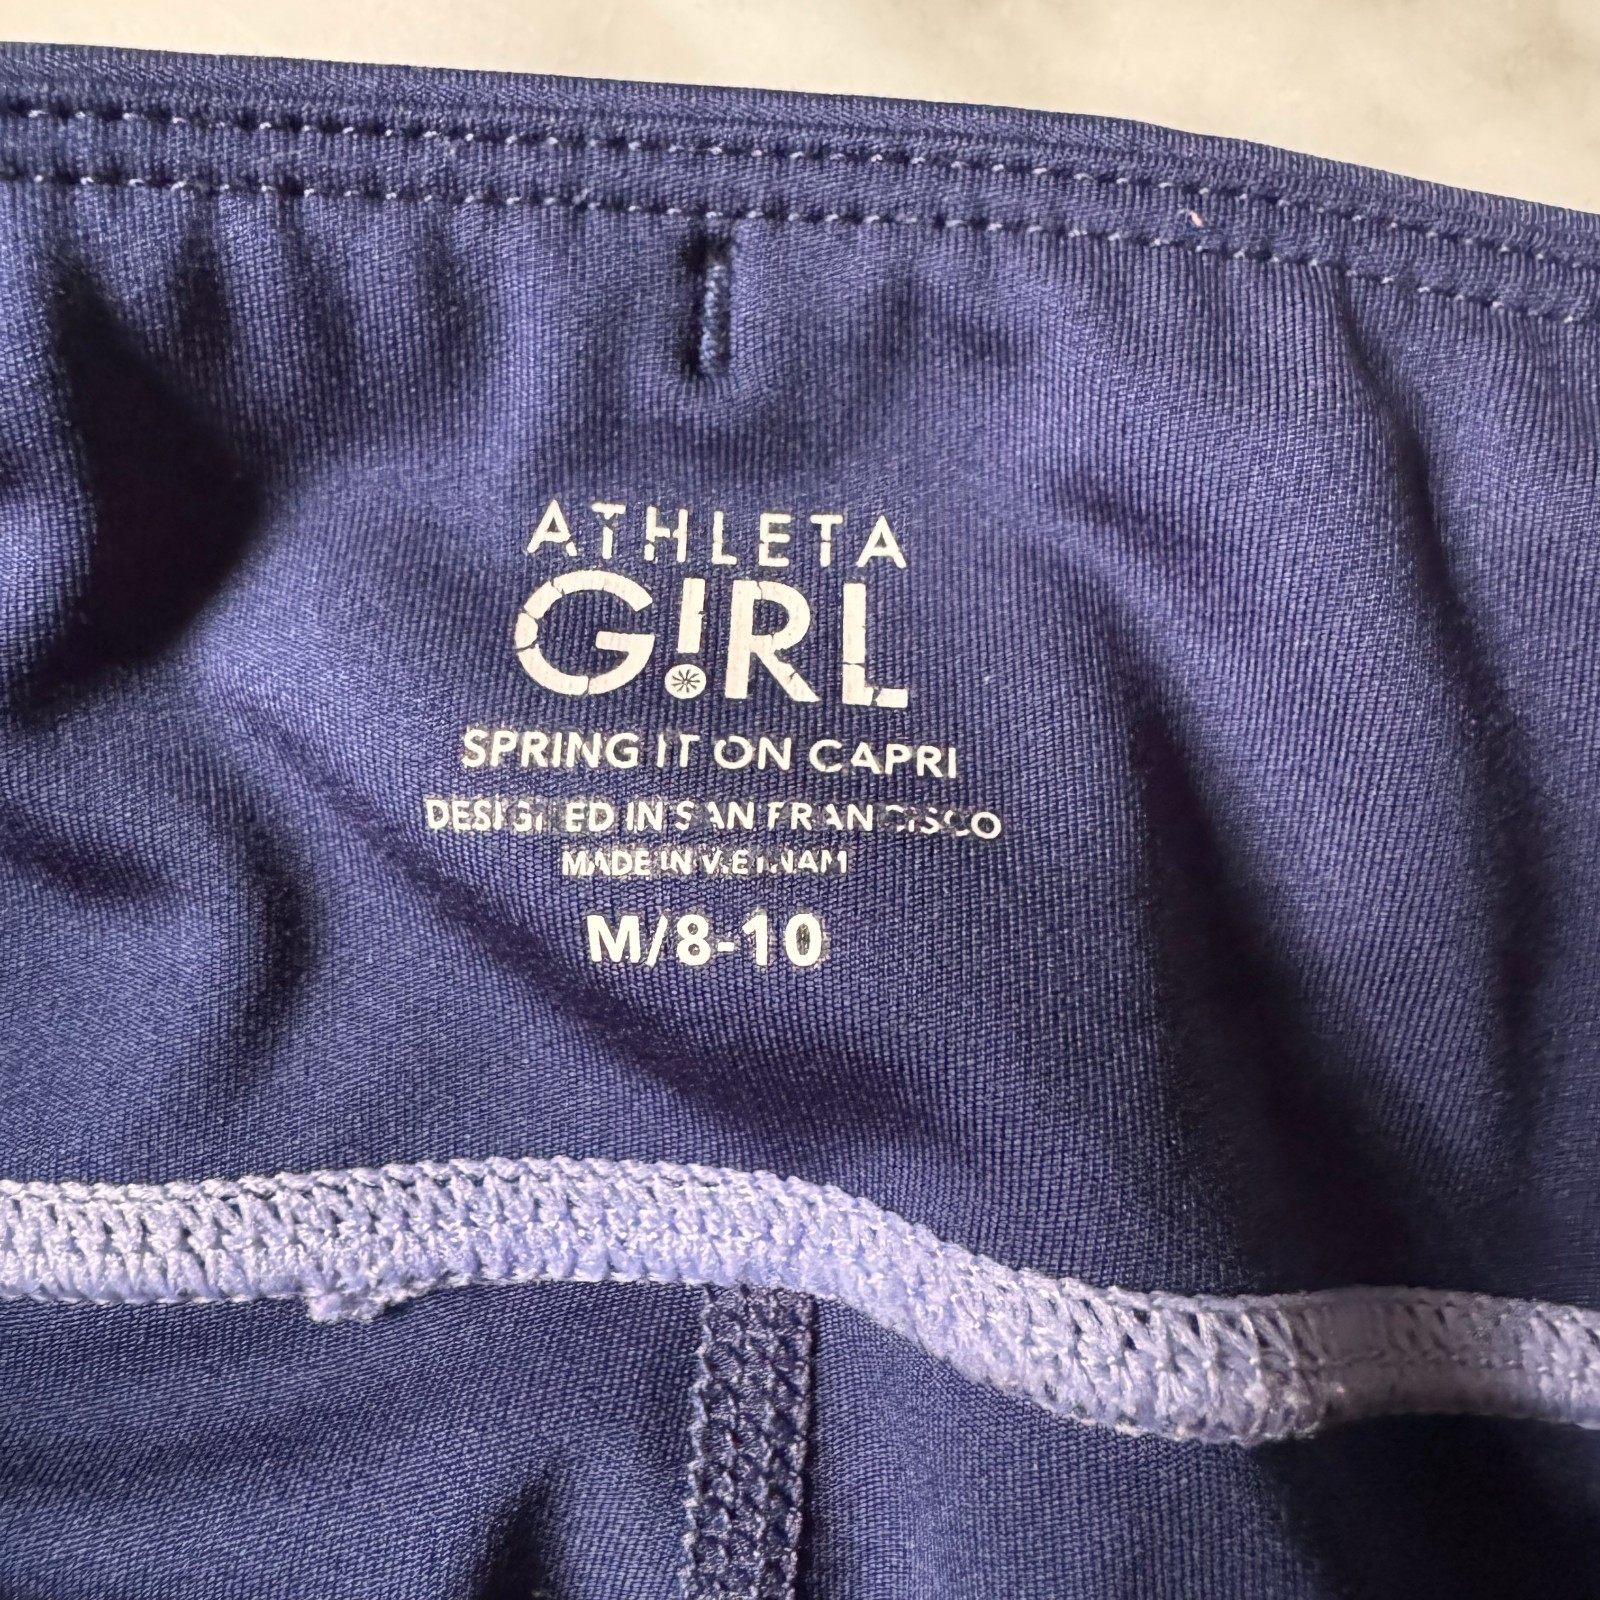 ATHLETA
G!RL
SPRING IT ON CAPRI
DESIGNED IN SAN FRANCISCO
MADE IN VIETNAM
M/8-10